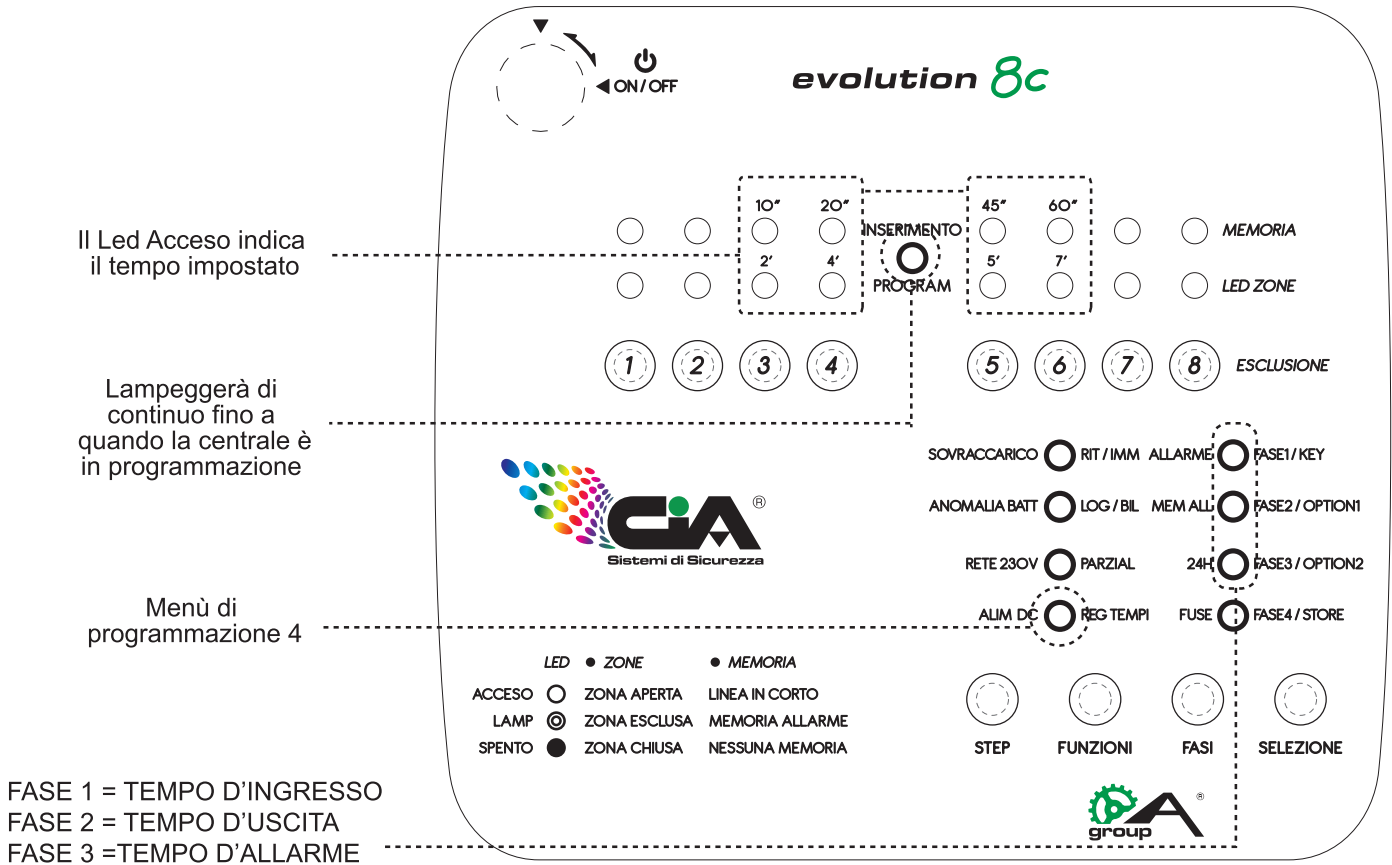 ON / OFF
evolution 8c
10" 20" 45" 60"
INSERIMENTO
MEMORIA
2' 4' 5' 7'
PROGRAM
LED ZONE
1 2 3 4 5 6 7 8 ESCLUSIONE
Il Led Acceso indica
il tempo impostato
Lampeggerà di
continuo fino a
quando la centrale è
in programmazione
Menù di
programmazione 4
SOVRACCARICO RIT / IMM ALLARME FASE1 / KEY
ANOMALIA BATT LOG / BIL MEM ALL FASE2 / OPTION1
RETE 230V PARZIAL 24H FASE3 / OPTION2
ALIM DC REG TEMPI FUSE FASE4 / STORE
CiA ®
Sistemi di Sicurezza
LED ● ZONE ● MEMORIA
ACCESO ZONA APERTA LINEA IN CORTO
LAMP ZONA ESCLUSA MEMORIA ALLARME
SPENTO ZONA CHIUSA NESSUNA MEMORIA
STEP FUNZIONI FASI SELEZIONE
group A ®
FASE 1 = TEMPO D'INGRESSO
FASE 2 = TEMPO D'USCITA
FASE 3 =TEMPO D'ALLARME